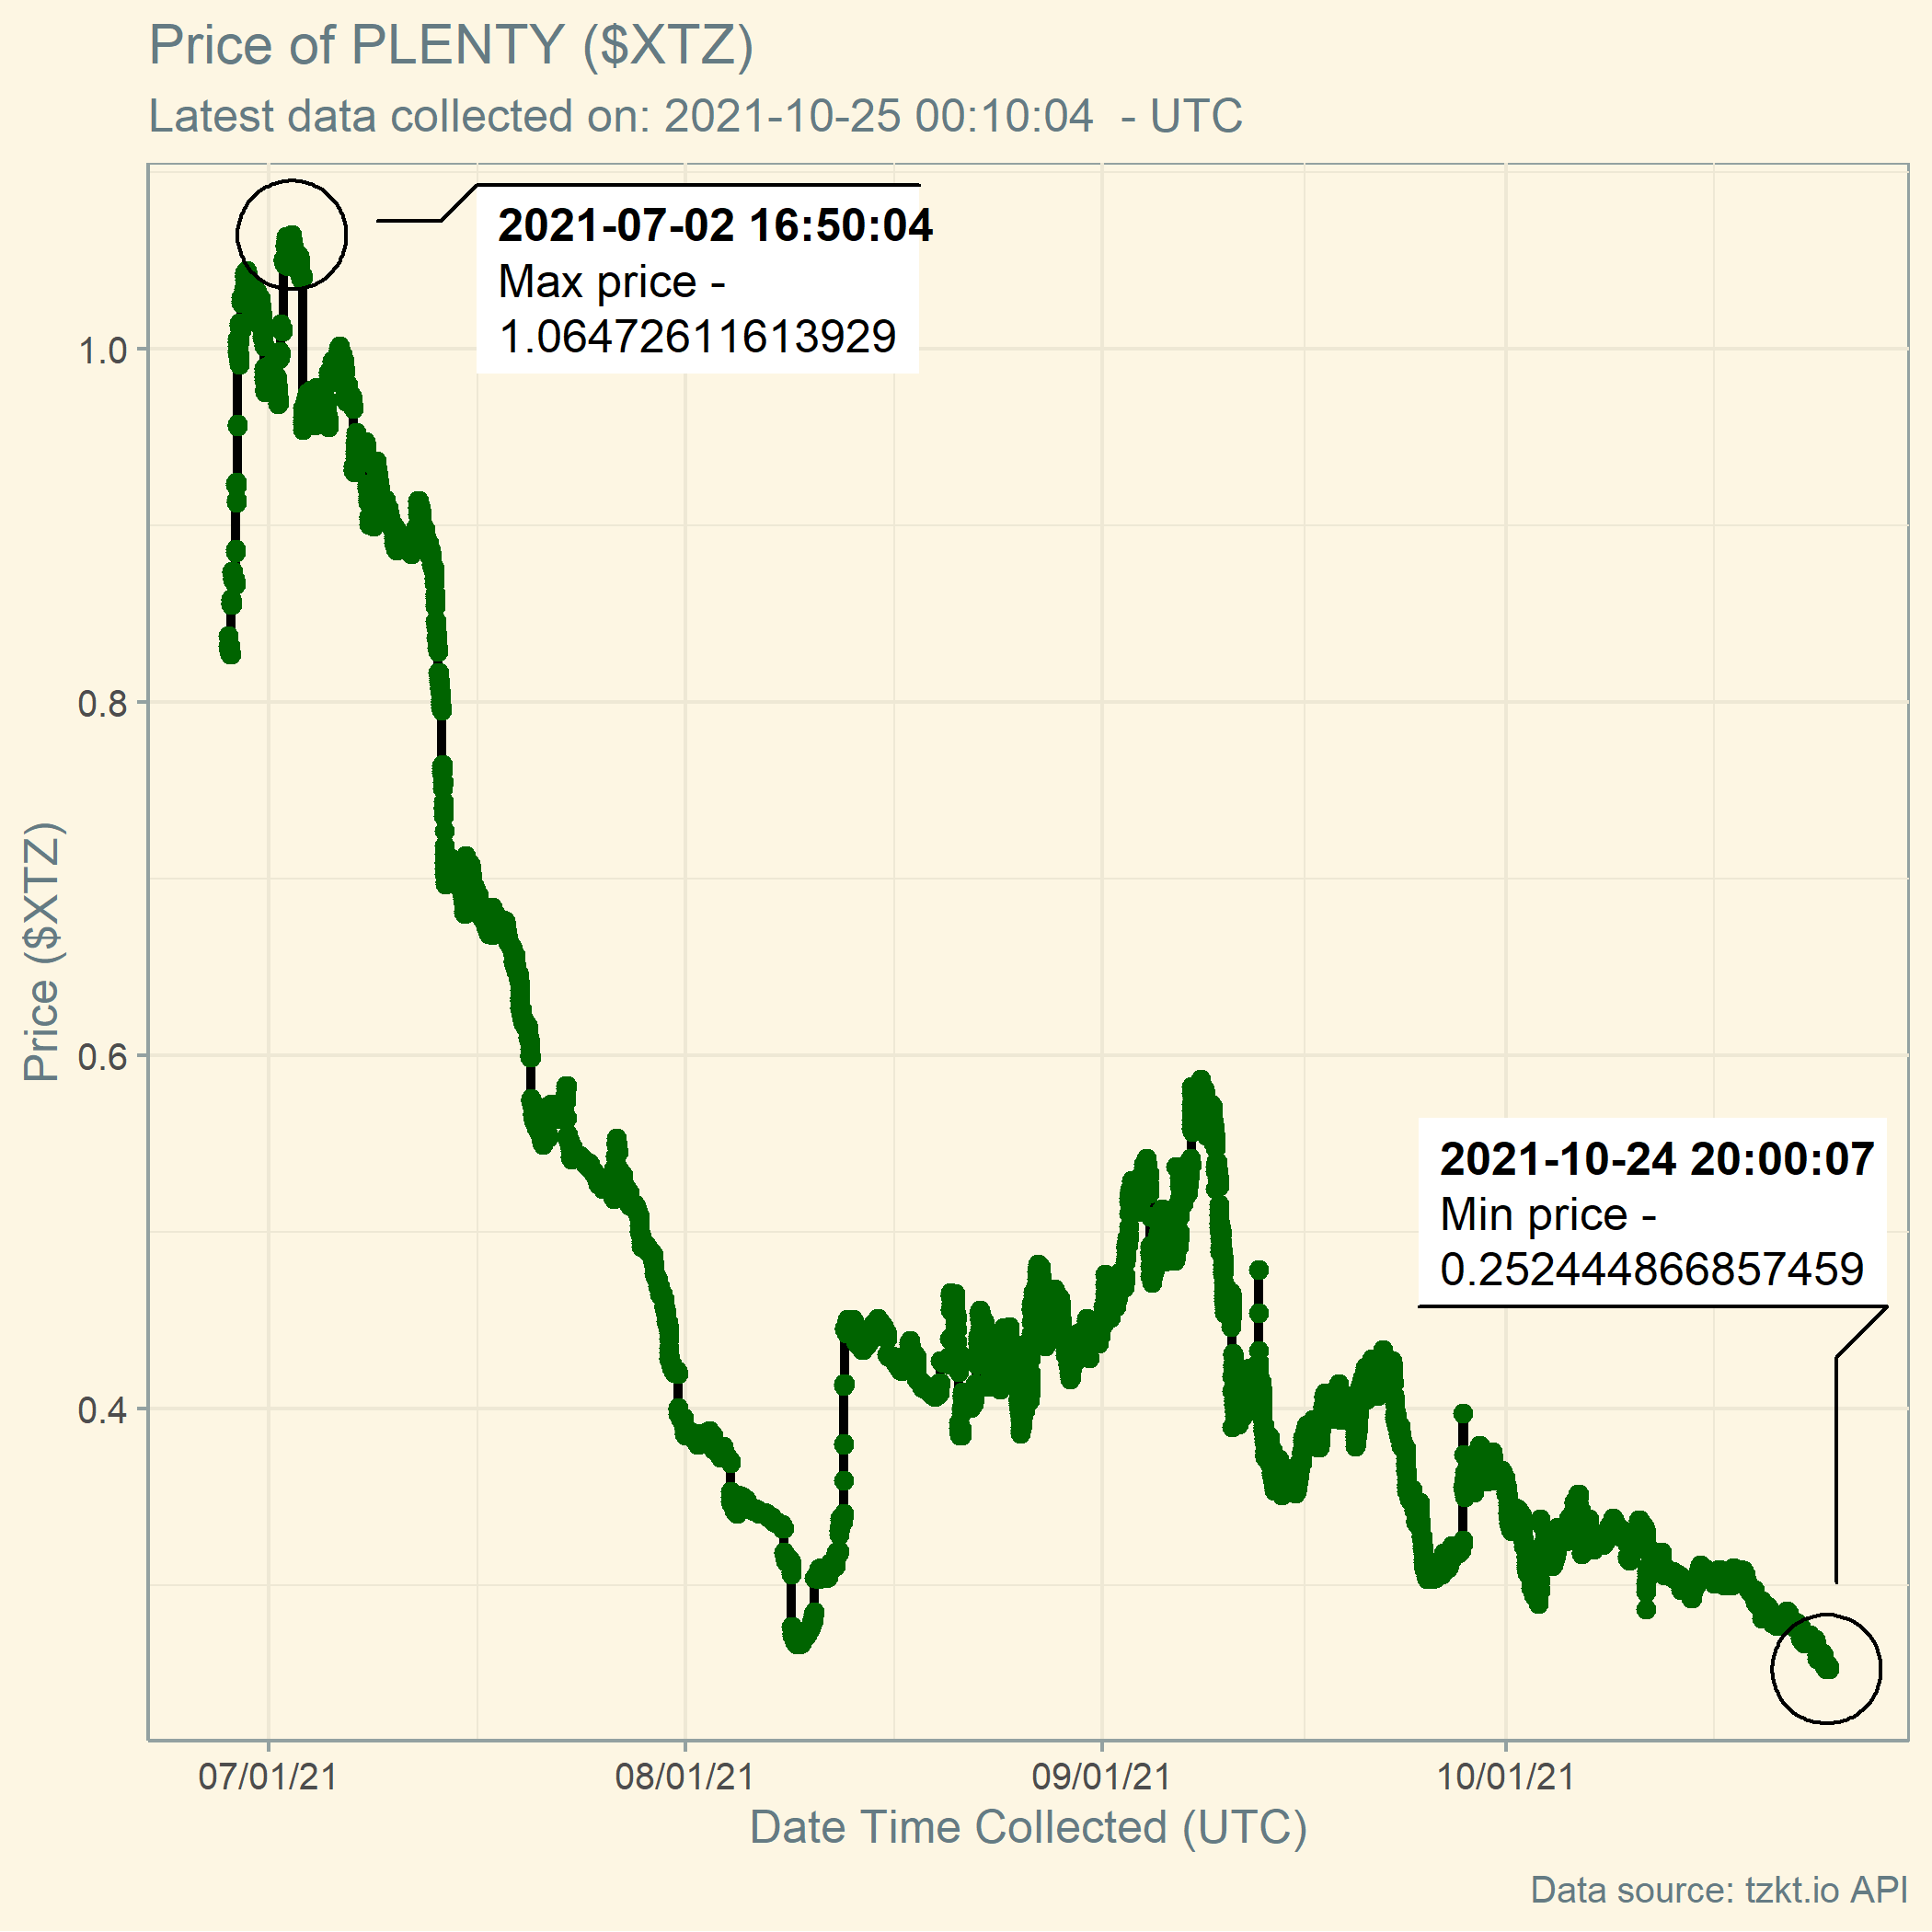 Price of PLENTY ($XTZ)
Latest data collected on: 2021-10-25 00:10:04  - UTC
2021-07-02 16:50:04
Max price -
1.06472611613929
1.0
0.8
0.6
0.4
Price ($XTZ)
2021-10-24 20:00:07
Min price -
0.252444866857459
07/01/21
08/01/21
09/01/21
10/01/21
Date Time Collected (UTC)
Data source: tzkt.io API